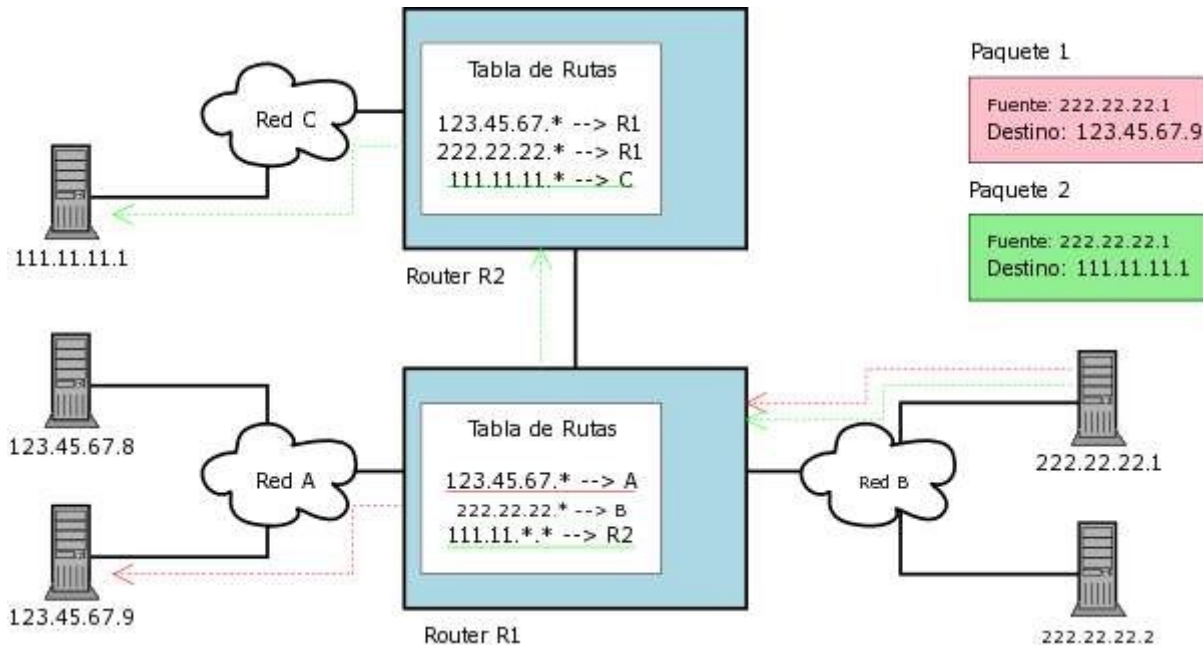 Tabla de Rutas
123.45.67.* --> R1
222.22.22.* --> R1
111.11.11.* --> C
Red C
111.11.11.1
Router R2
Paquete 1
Fuente: 222.22.22.1
Destino: 123.45.67.9
Paquete 2
Fuente: 222.22.22.1
Destino: 111.11.11.1
123.45.67.8
Red A
123.45.67.9
Tabla de Rutas
123.45.67.* --> A
222.22.22.* --> B
111.11.*.* --> R2
Router R1
Red B
222.22.22.1
222.22.22.2